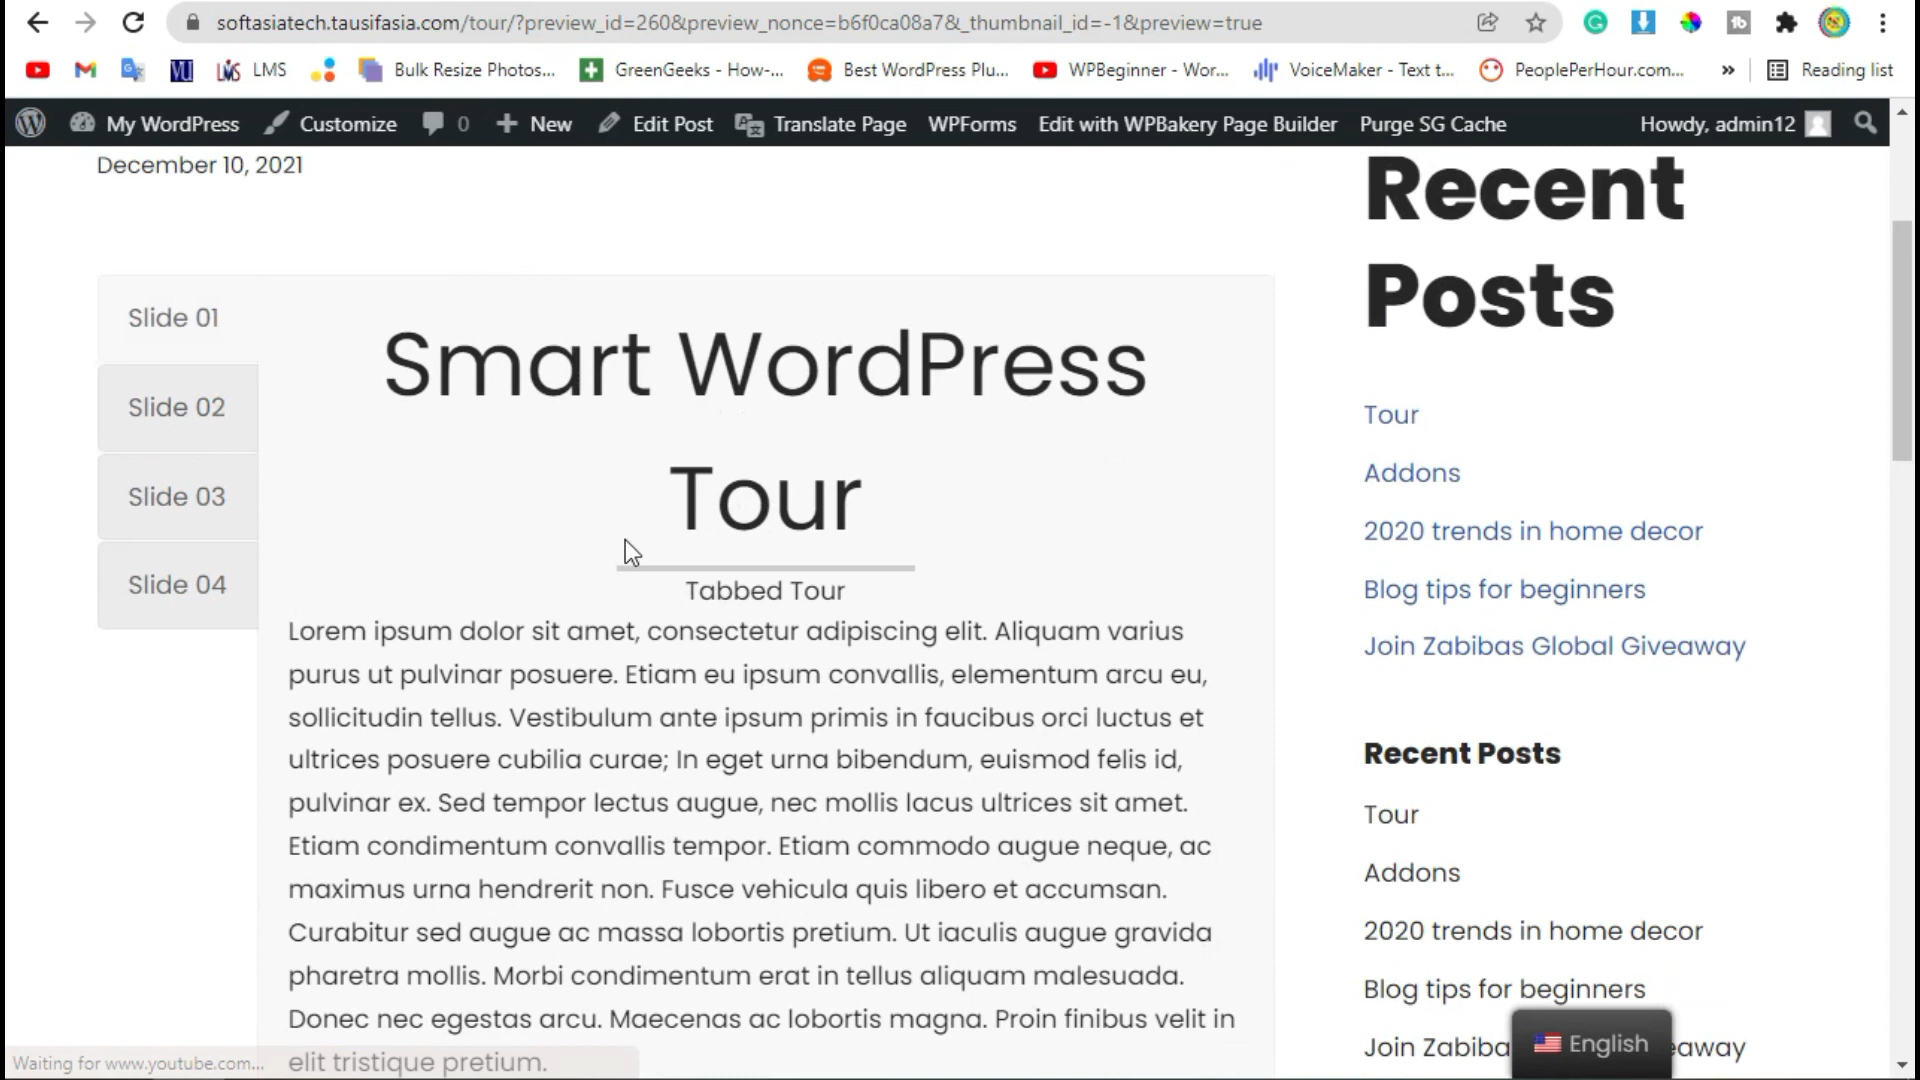 softasiatech.tausifasia.com/tour/?preview_id=260&preview_nonce=b6f0ca08a7&_thumbnail_id=-1&preview=true
LMS Bulk Resize Photos... GreenGeeks - How-... Best WordPress Plu... WPBeginner - Wor... VoiceMaker - Text t... PeoplePerHour.com... » Reading list
My WordPress Customize 0 New Edit Post Translate Page WPForms Edit with WPBakery Page Builder Purge SG Cache Howdy, admin12
December 10, 2021
Slide 01
Slide 02
Slide 03
Slide 04
Smart WordPress
Tour
Tabbed Tour
Lorem ipsum dolor sit amet, consectetur adipiscing elit. Aliquam varius
purus ut pulvinar posuere. Etiam eu ipsum convallis, elementum arcu eu,
sollicitudin tellus. Vestibulum ante ipsum primis in faucibus orci luctus et
ultrices posuere cubilia curae; In eget urna bibendum, euismod felis id,
pulvinar ex. Sed tempor lectus augue, nec mollis lacus ultrices sit amet.
Etiam condimentum convallis tempor. Etiam commodo augue neque, ac
maximus urna hendrerit non. Fusce vehicula quis libero et accumsan.
Curabitur sed augue ac massa lobortis pretium. Ut iaculis augue gravida
pharetra mollis. Morbi condimentum erat in tellus aliquam malesuada.
Donec nec egestas arcu. Maecenas ac lobortis magna. Proin finibus velit in
elit tristique pretium.
Recent
Posts
Tour
Addons
2020 trends in home decor
Blog tips for beginners
Join Zabibas Global Giveaway
Recent Posts
Tour
Addons
2020 trends in home decor
Blog tips for beginners
Join Zabiba eaway
English
Waiting for www.youtube.com...